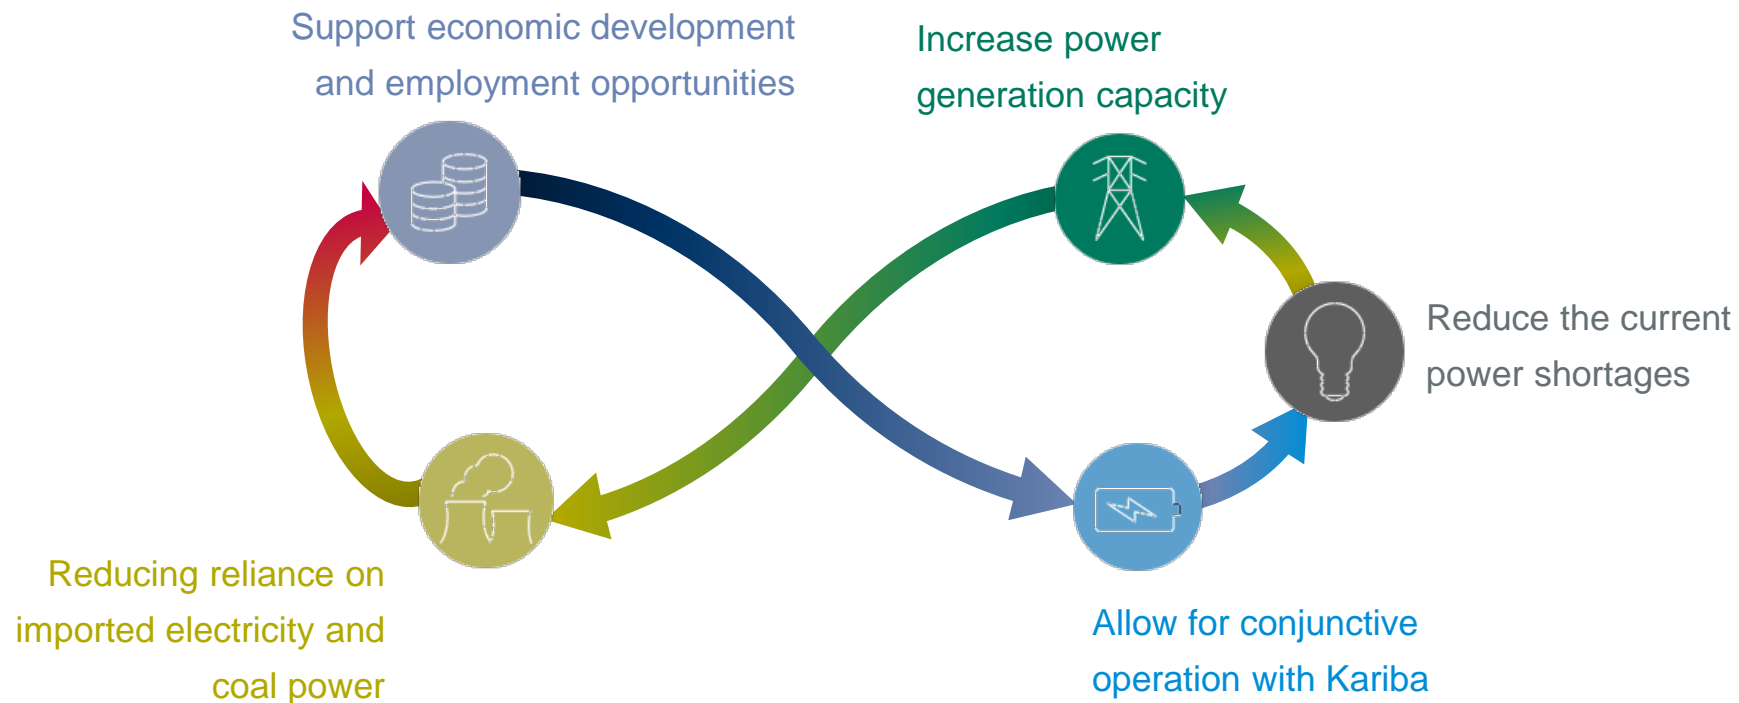 Support economic development
and employment opportunities
Increase power
generation capacity
Reduce the current
power shortages
Reducing reliance on
imported electricity and
coal power
Allow for conjunctive
operation with Kariba